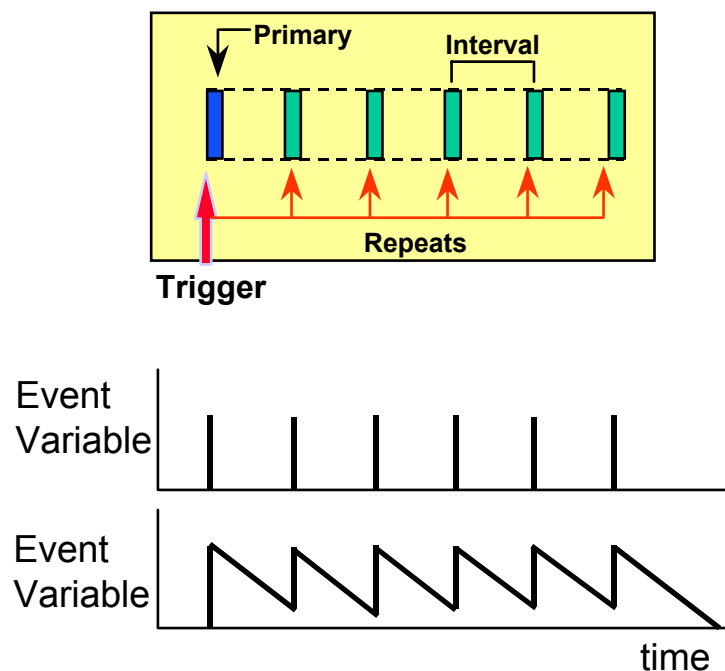 Primary
Interval
Repeats
Trigger
Event
Variable
Event
Variable
time